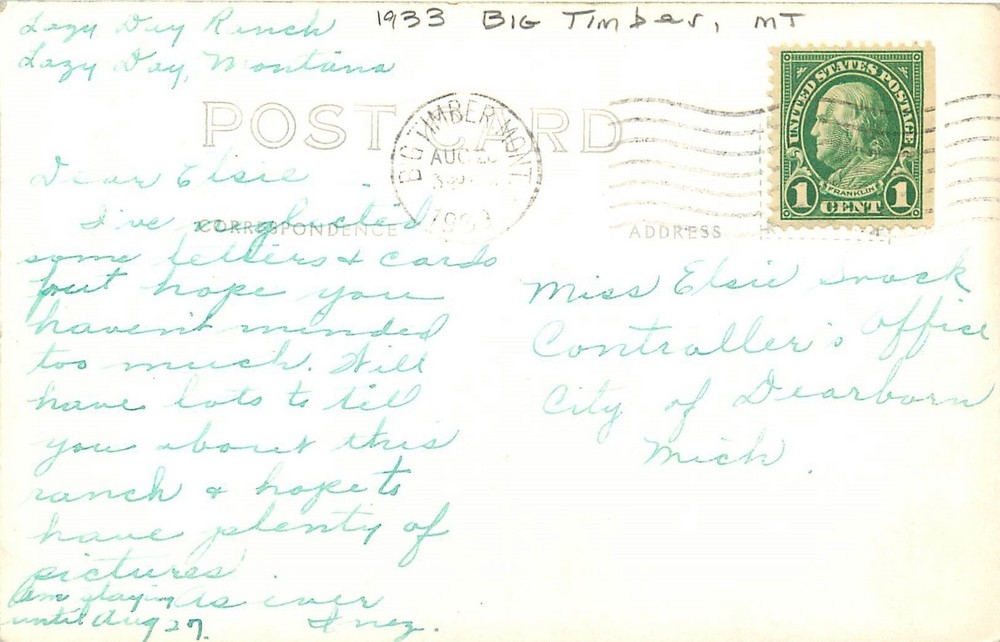 1933 BIG TIMBER, MT
Lazy Day Ranch
Lazy Day, Montana
POST CARD
BIG TIMBER MONT.
AUG
UNITED STATES POSTAGE
FRANKLIN
1 CENT 1
CORRESPONDENCE
ADDRESS
Dear Elsie
I've neglected
some letters & cards
but hope you
haven't minded
too much. Will
have lots to tell
you about this
ranch & hope to
have plenty of
pictures
As ever
Inez.
Am staying
until Aug 27.
Miss Elsie
Controller's Office
City of Dearborn
Mich.